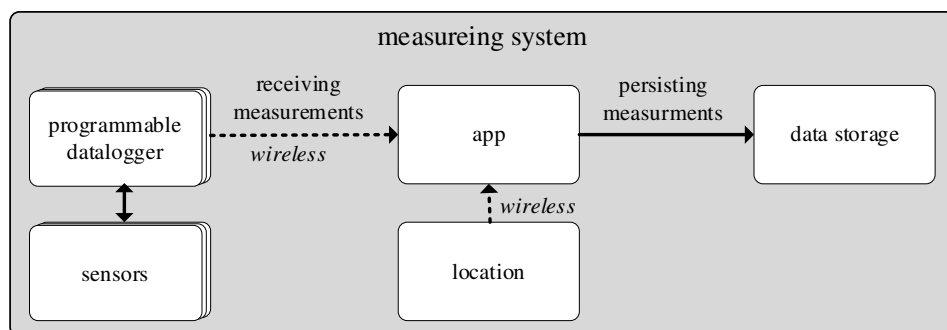 measureing system
receiving
measurements
wireless
persisting
measurments
programmable
datalogger
app
data storage
wireless
sensors
location